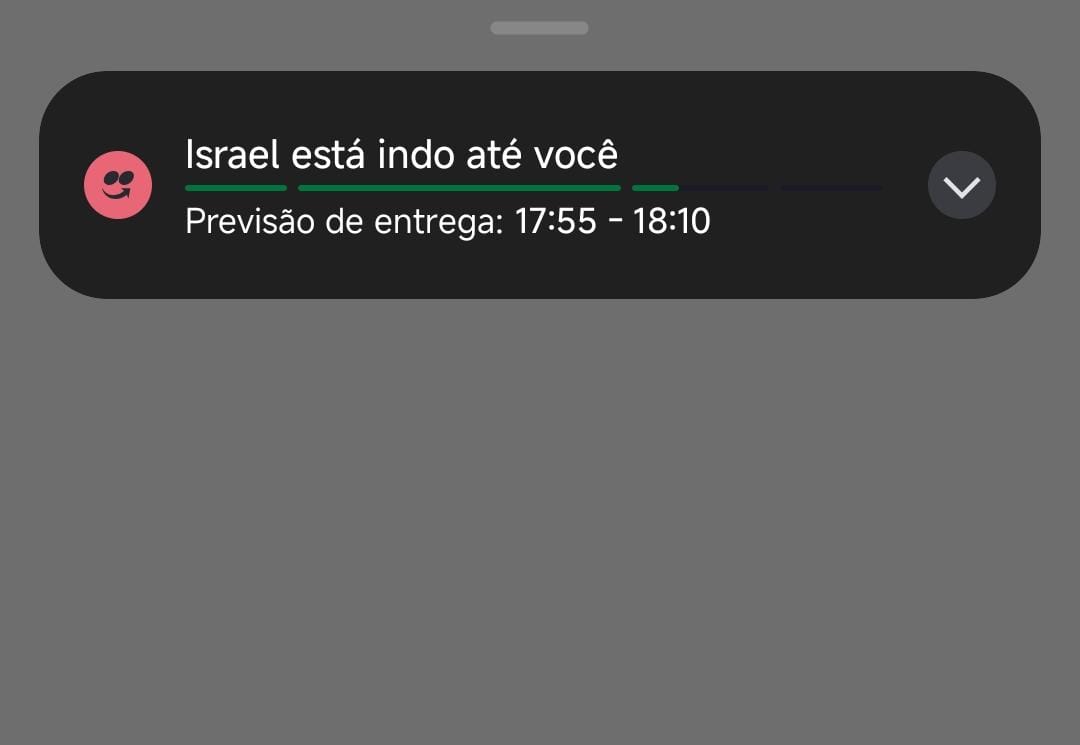 Israel está indo até você
Previsão de entrega: 17:55 - 18:10